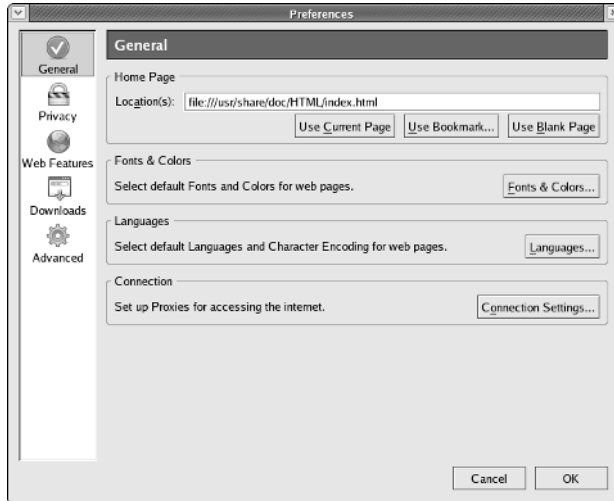 Preferences
General
Privacy
Web Features
Downloads
Advanced
General
Home Page
Location(s): file:///usr/share/doc/HTML/index.html
Use Current Page Use Bookmark... Use Blank Page
Fonts & Colors
Select default Fonts and Colors for web pages. Fonts & Colors...
Languages
Select default Languages and Character Encoding for web pages. Languages...
Connection
Set up Proxies for accessing the internet. Connection Settings...
Cancel OK